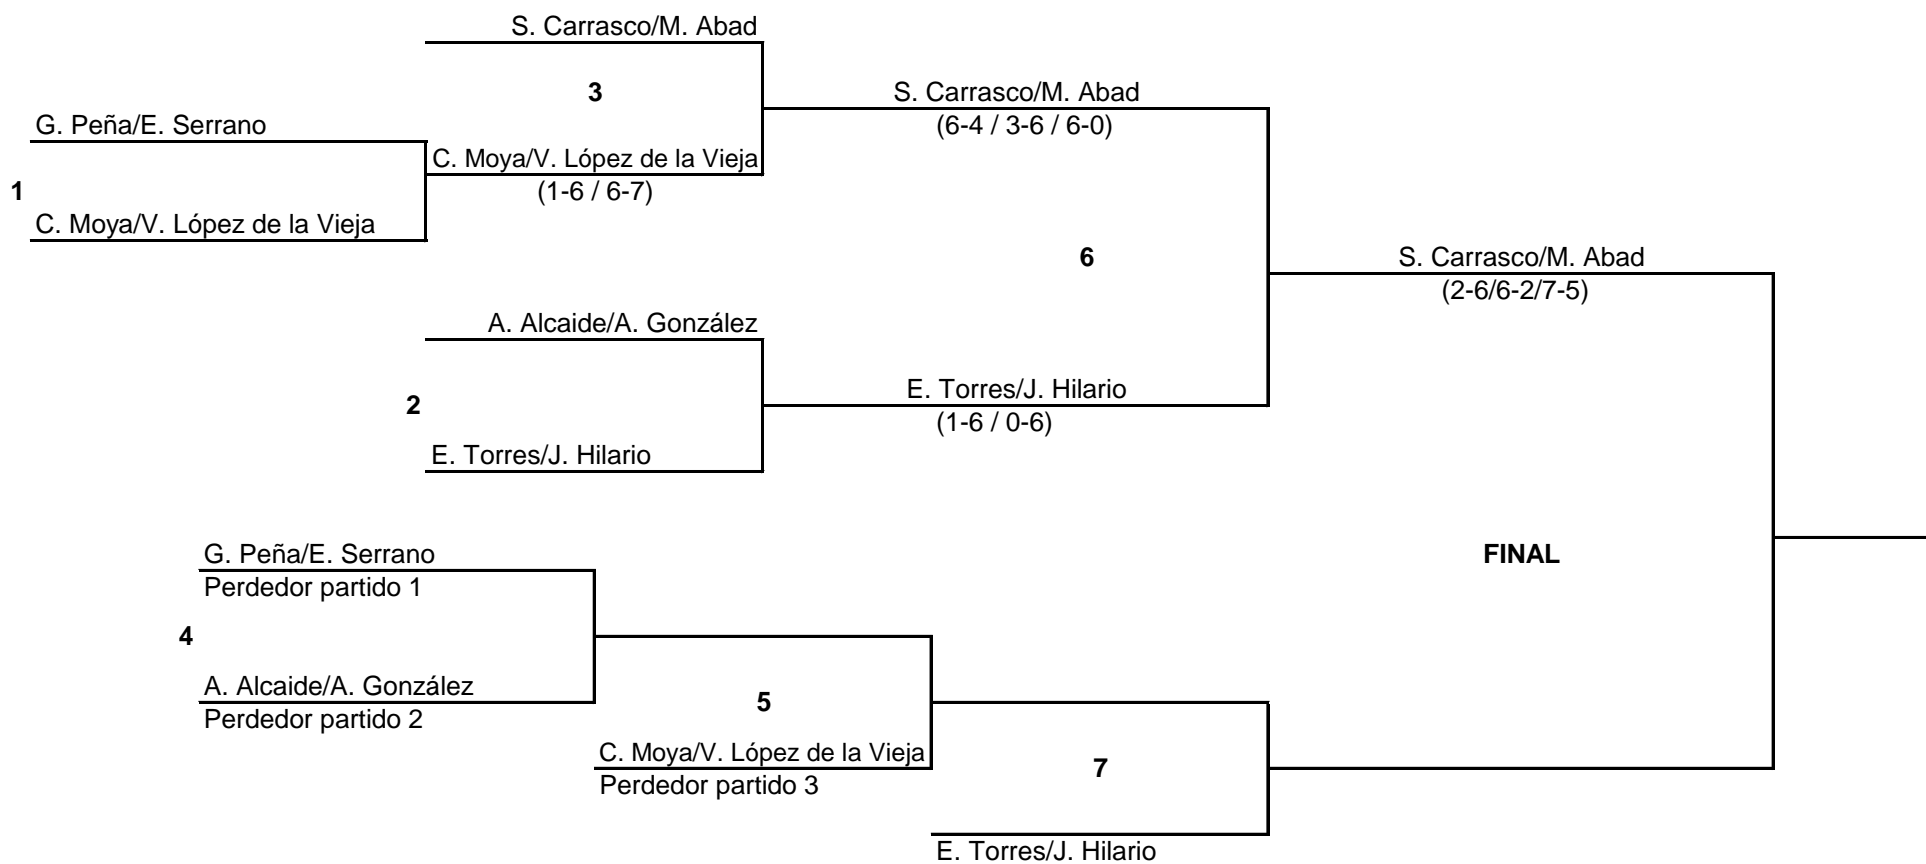 S. Carrasco/M. Abad
3
S. Carrasco/M. Abad
G. Peña/E. Serrano
(6-4 / 3-6 / 6-0)
C. Moya/V. López de la Vieja
1
(1-6 / 6-7)
C. Moya/V. López de la Vieja
6
S. Carrasco/M. Abad
(2-6/6-2/7-5)
A. Alcaide/A. González
2
E. Torres/J. Hilario
(1-6 / 0-6)
E. Torres/J. Hilario
G. Peña/E. Serrano
FINAL
Perdedor partido 1
4
A. Alcaide/A. González
5
Perdedor partido 2
C. Moya/V. López de la Vieja
7
Perdedor partido 3
E. Torres/J. Hilario